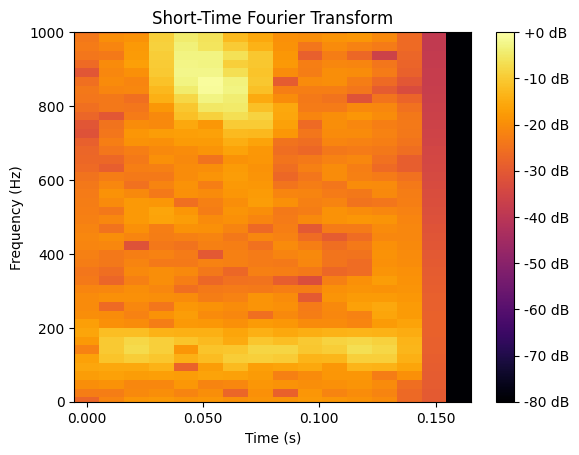 Short-Time Fourier Transform
1000
800
600
400
200
0
Frequency (Hz)
0.000
0.050
0.100
0.150
Time (s)
+0 dB
-10 dB
-20 dB
-30 dB
-40 dB
-50 dB
-60 dB
-70 dB
-80 dB